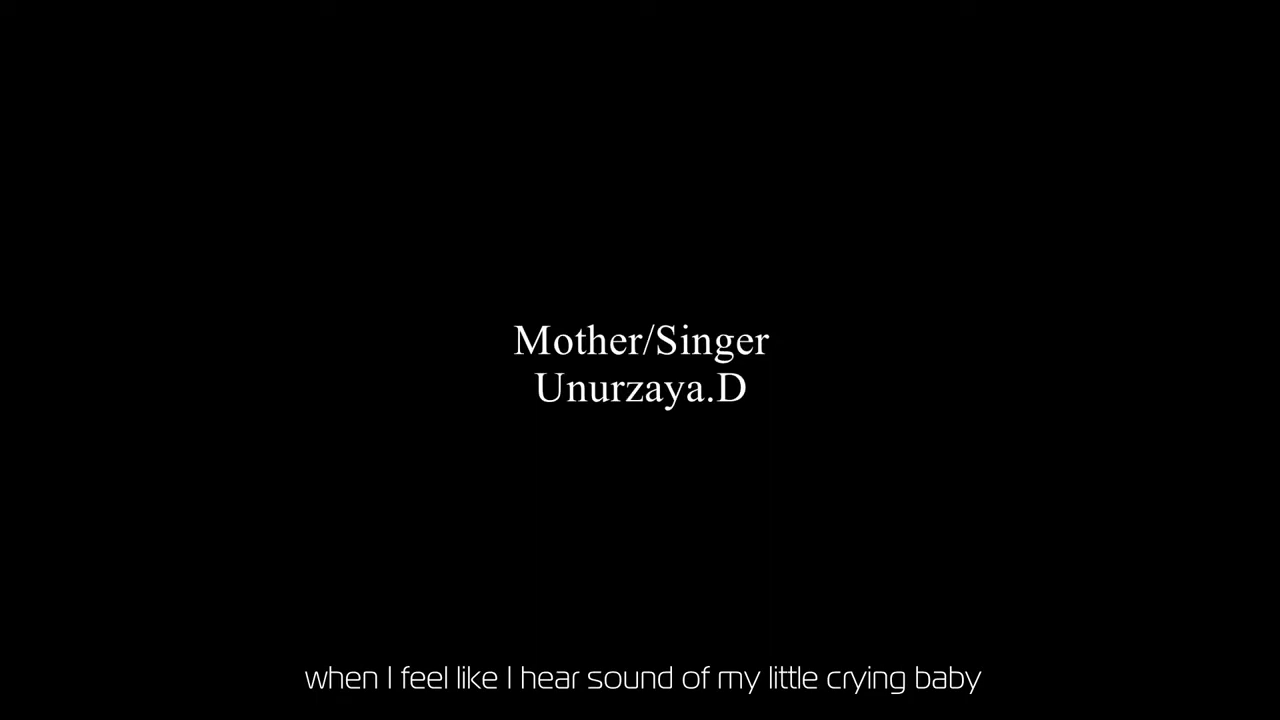 Mother/Singer
Unurzaya.D
when I feel like I hear sound of my little crying baby